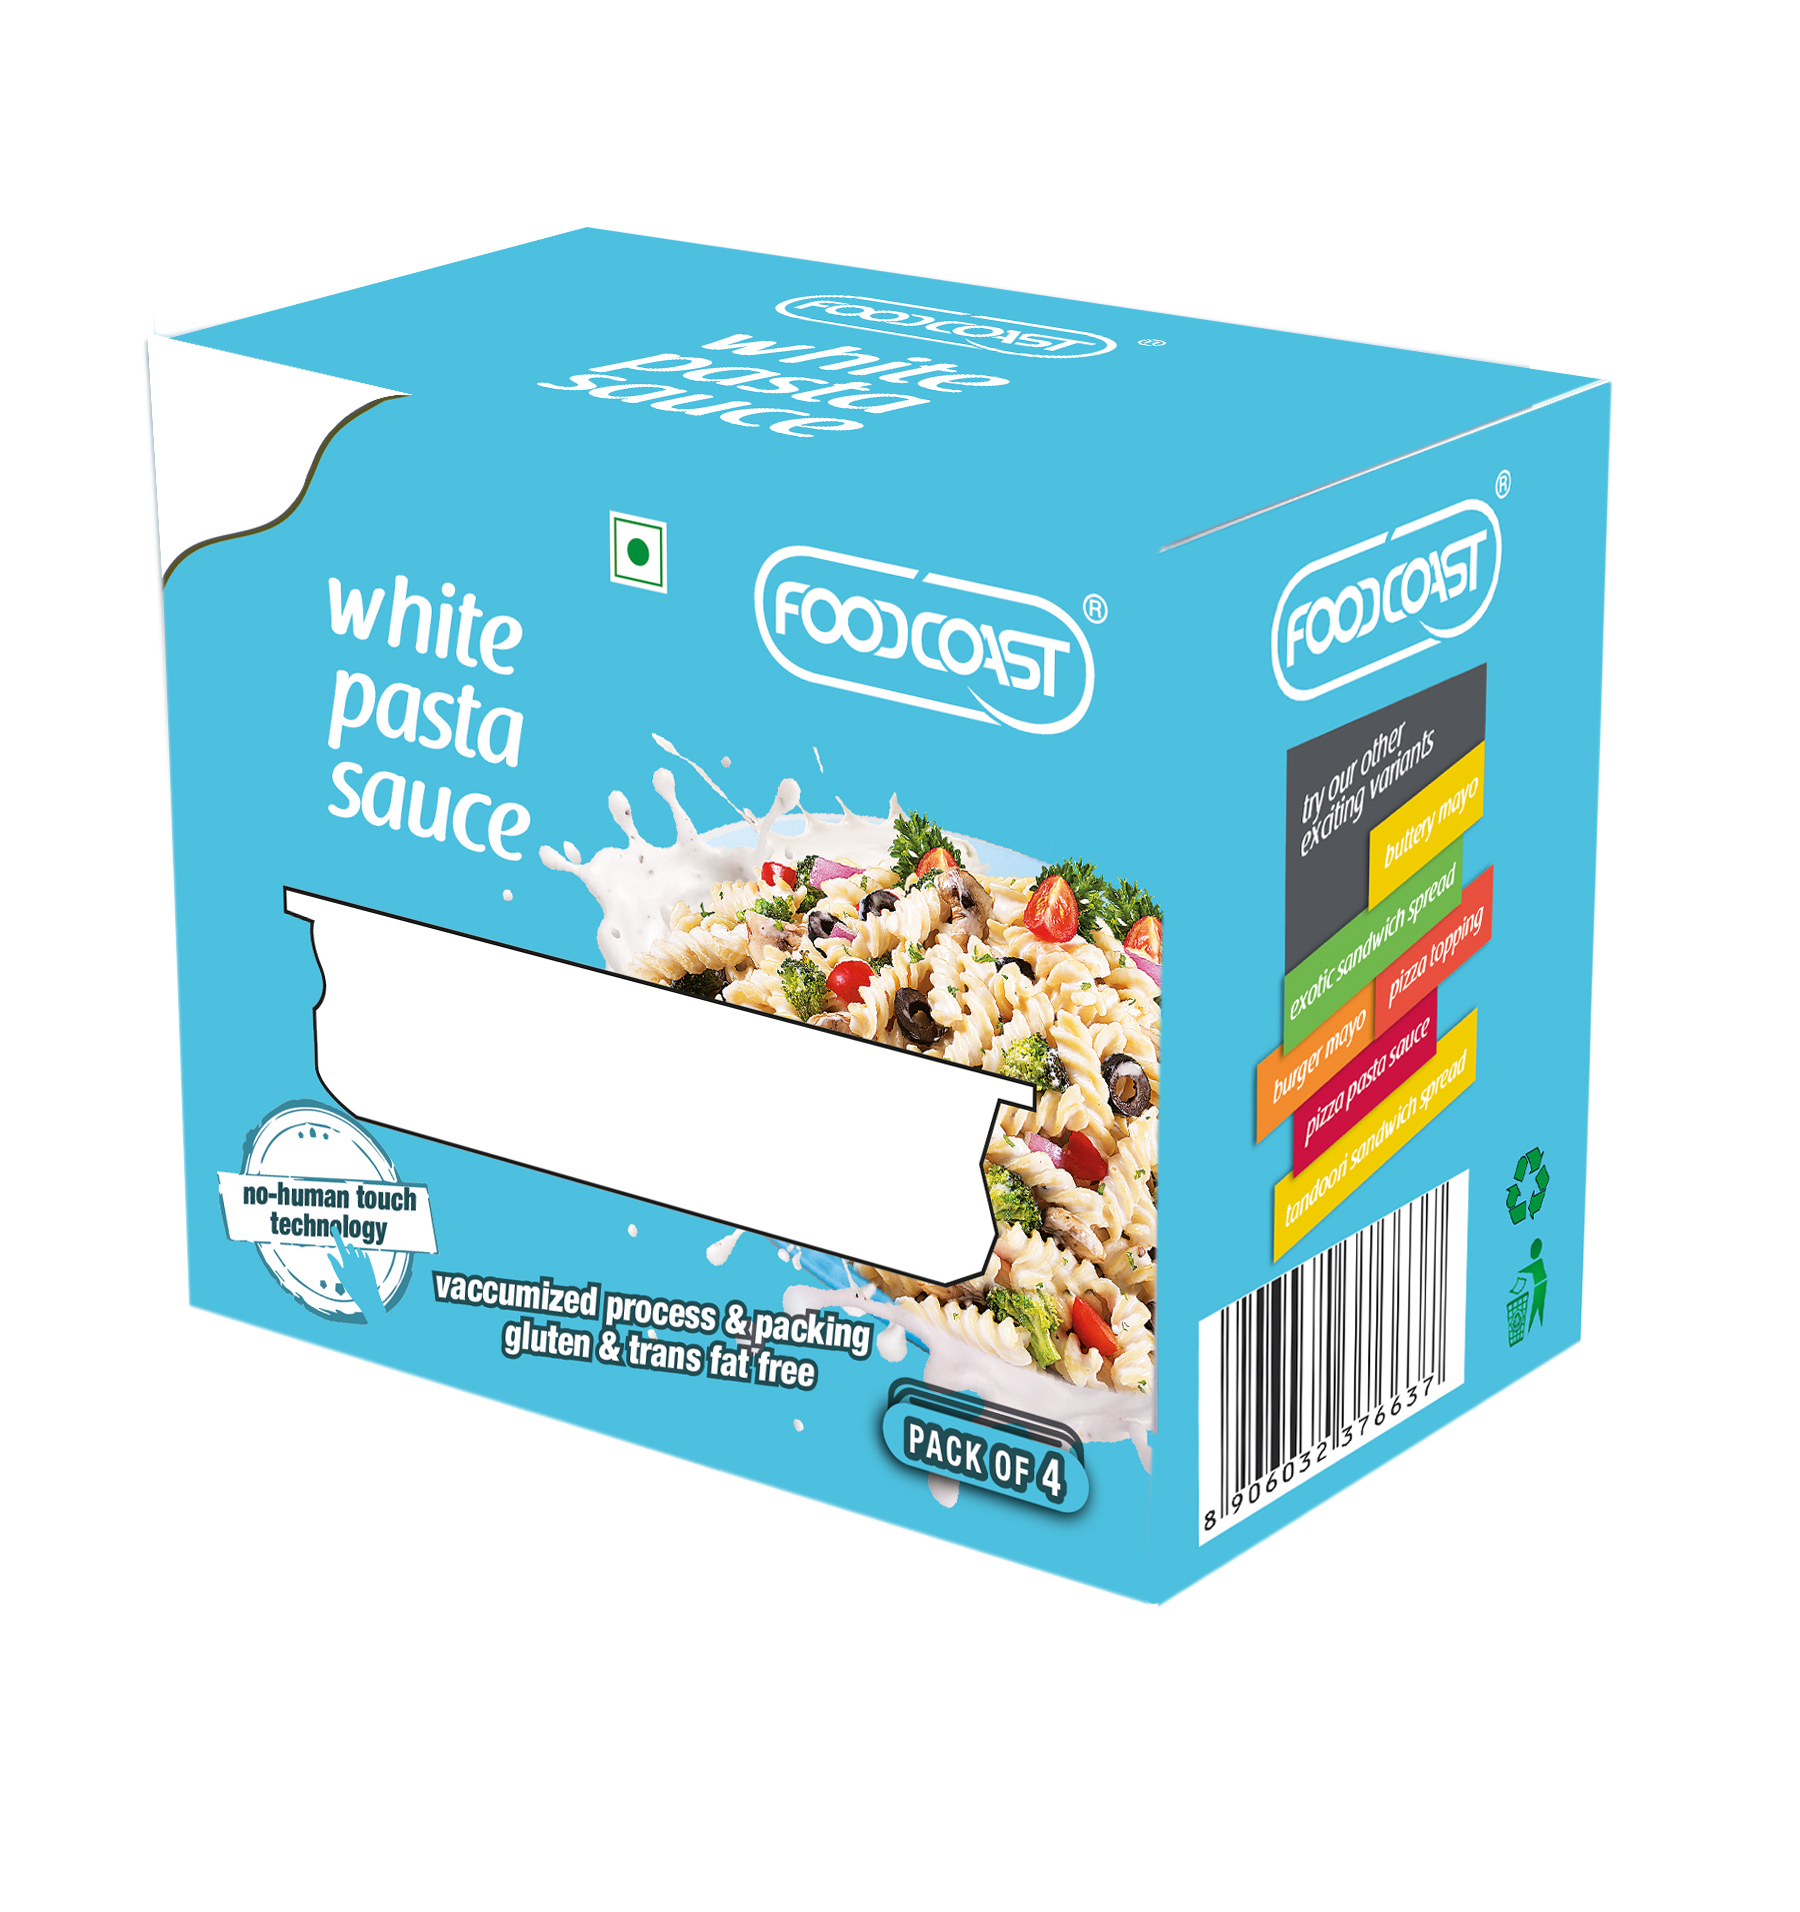 FOODCOAST
white
pasta
sauce
white
pasta
sauce
FOODCOAST ®
no-human touch
technology
vaccumized process & packing
gluten & trans fat free
PACK OF 4
FOODCOAST ®
try our other
exciting variants
buttery mayo
exotic sandwich spread
pizza topping
burger mayo
pizza pasta sauce
tandoori sandwich spread
8 906032 376637